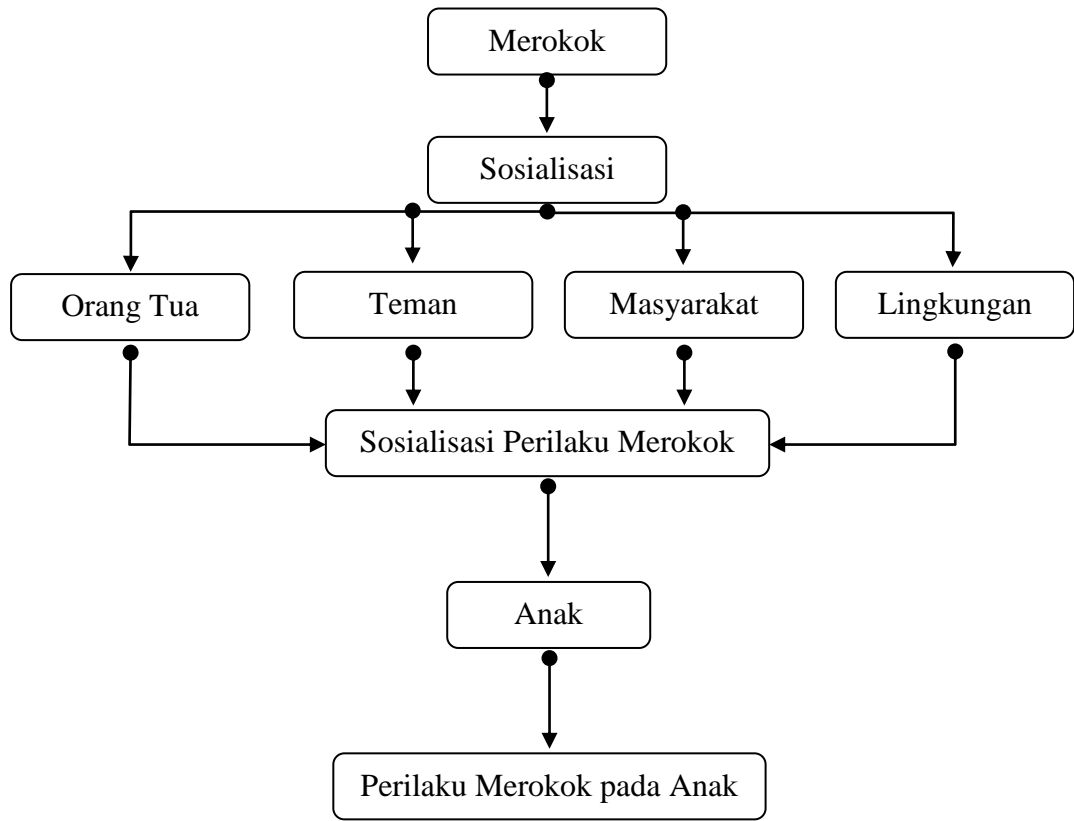 Merokok
Sosialisasi
Orang Tua
Teman
Masyarakat
Lingkungan
Sosialisasi Perilaku Merokok
Anak
Perilaku Merokok pada Anak